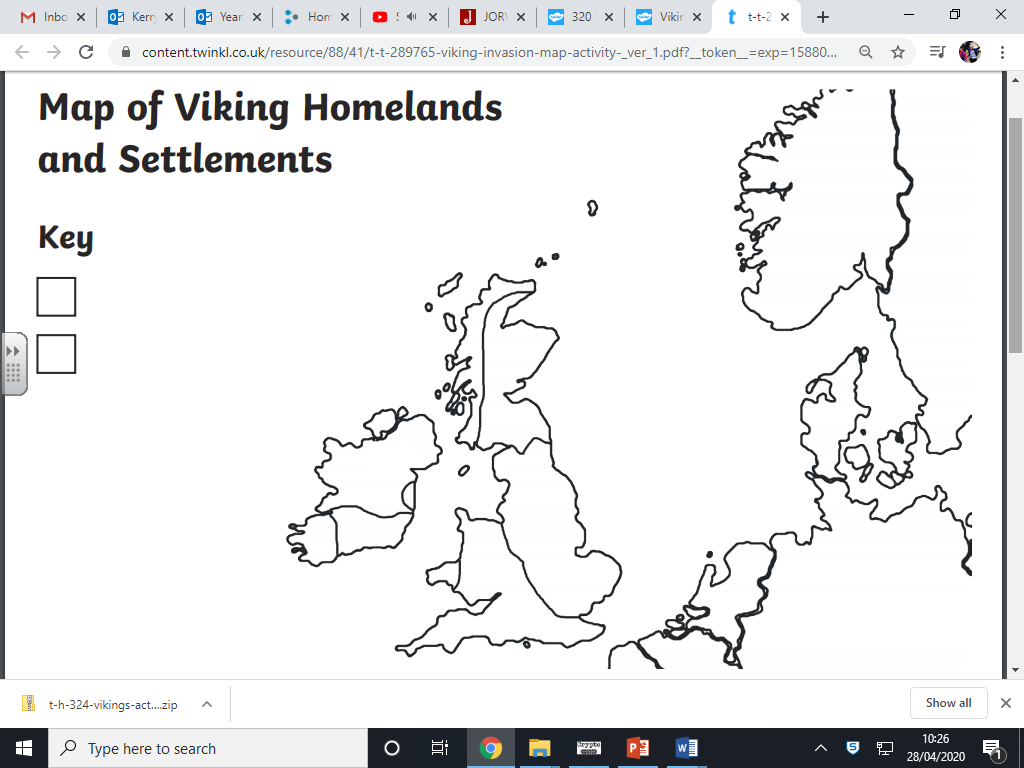 Inbo
Kerry
Year
Hom
S
JORV
320
Vikin
t-t-2
content.twinkl.co.uk/resource/88/41/t-t-289765-viking-invasion-map-activity-_ver_1.pdf?__token__=exp=15880...
Map of Viking Homelands
and Settlements
Key
t-h-324-vikings-act....zip
Show all
Type here to search
10:26
28/04/2020
1